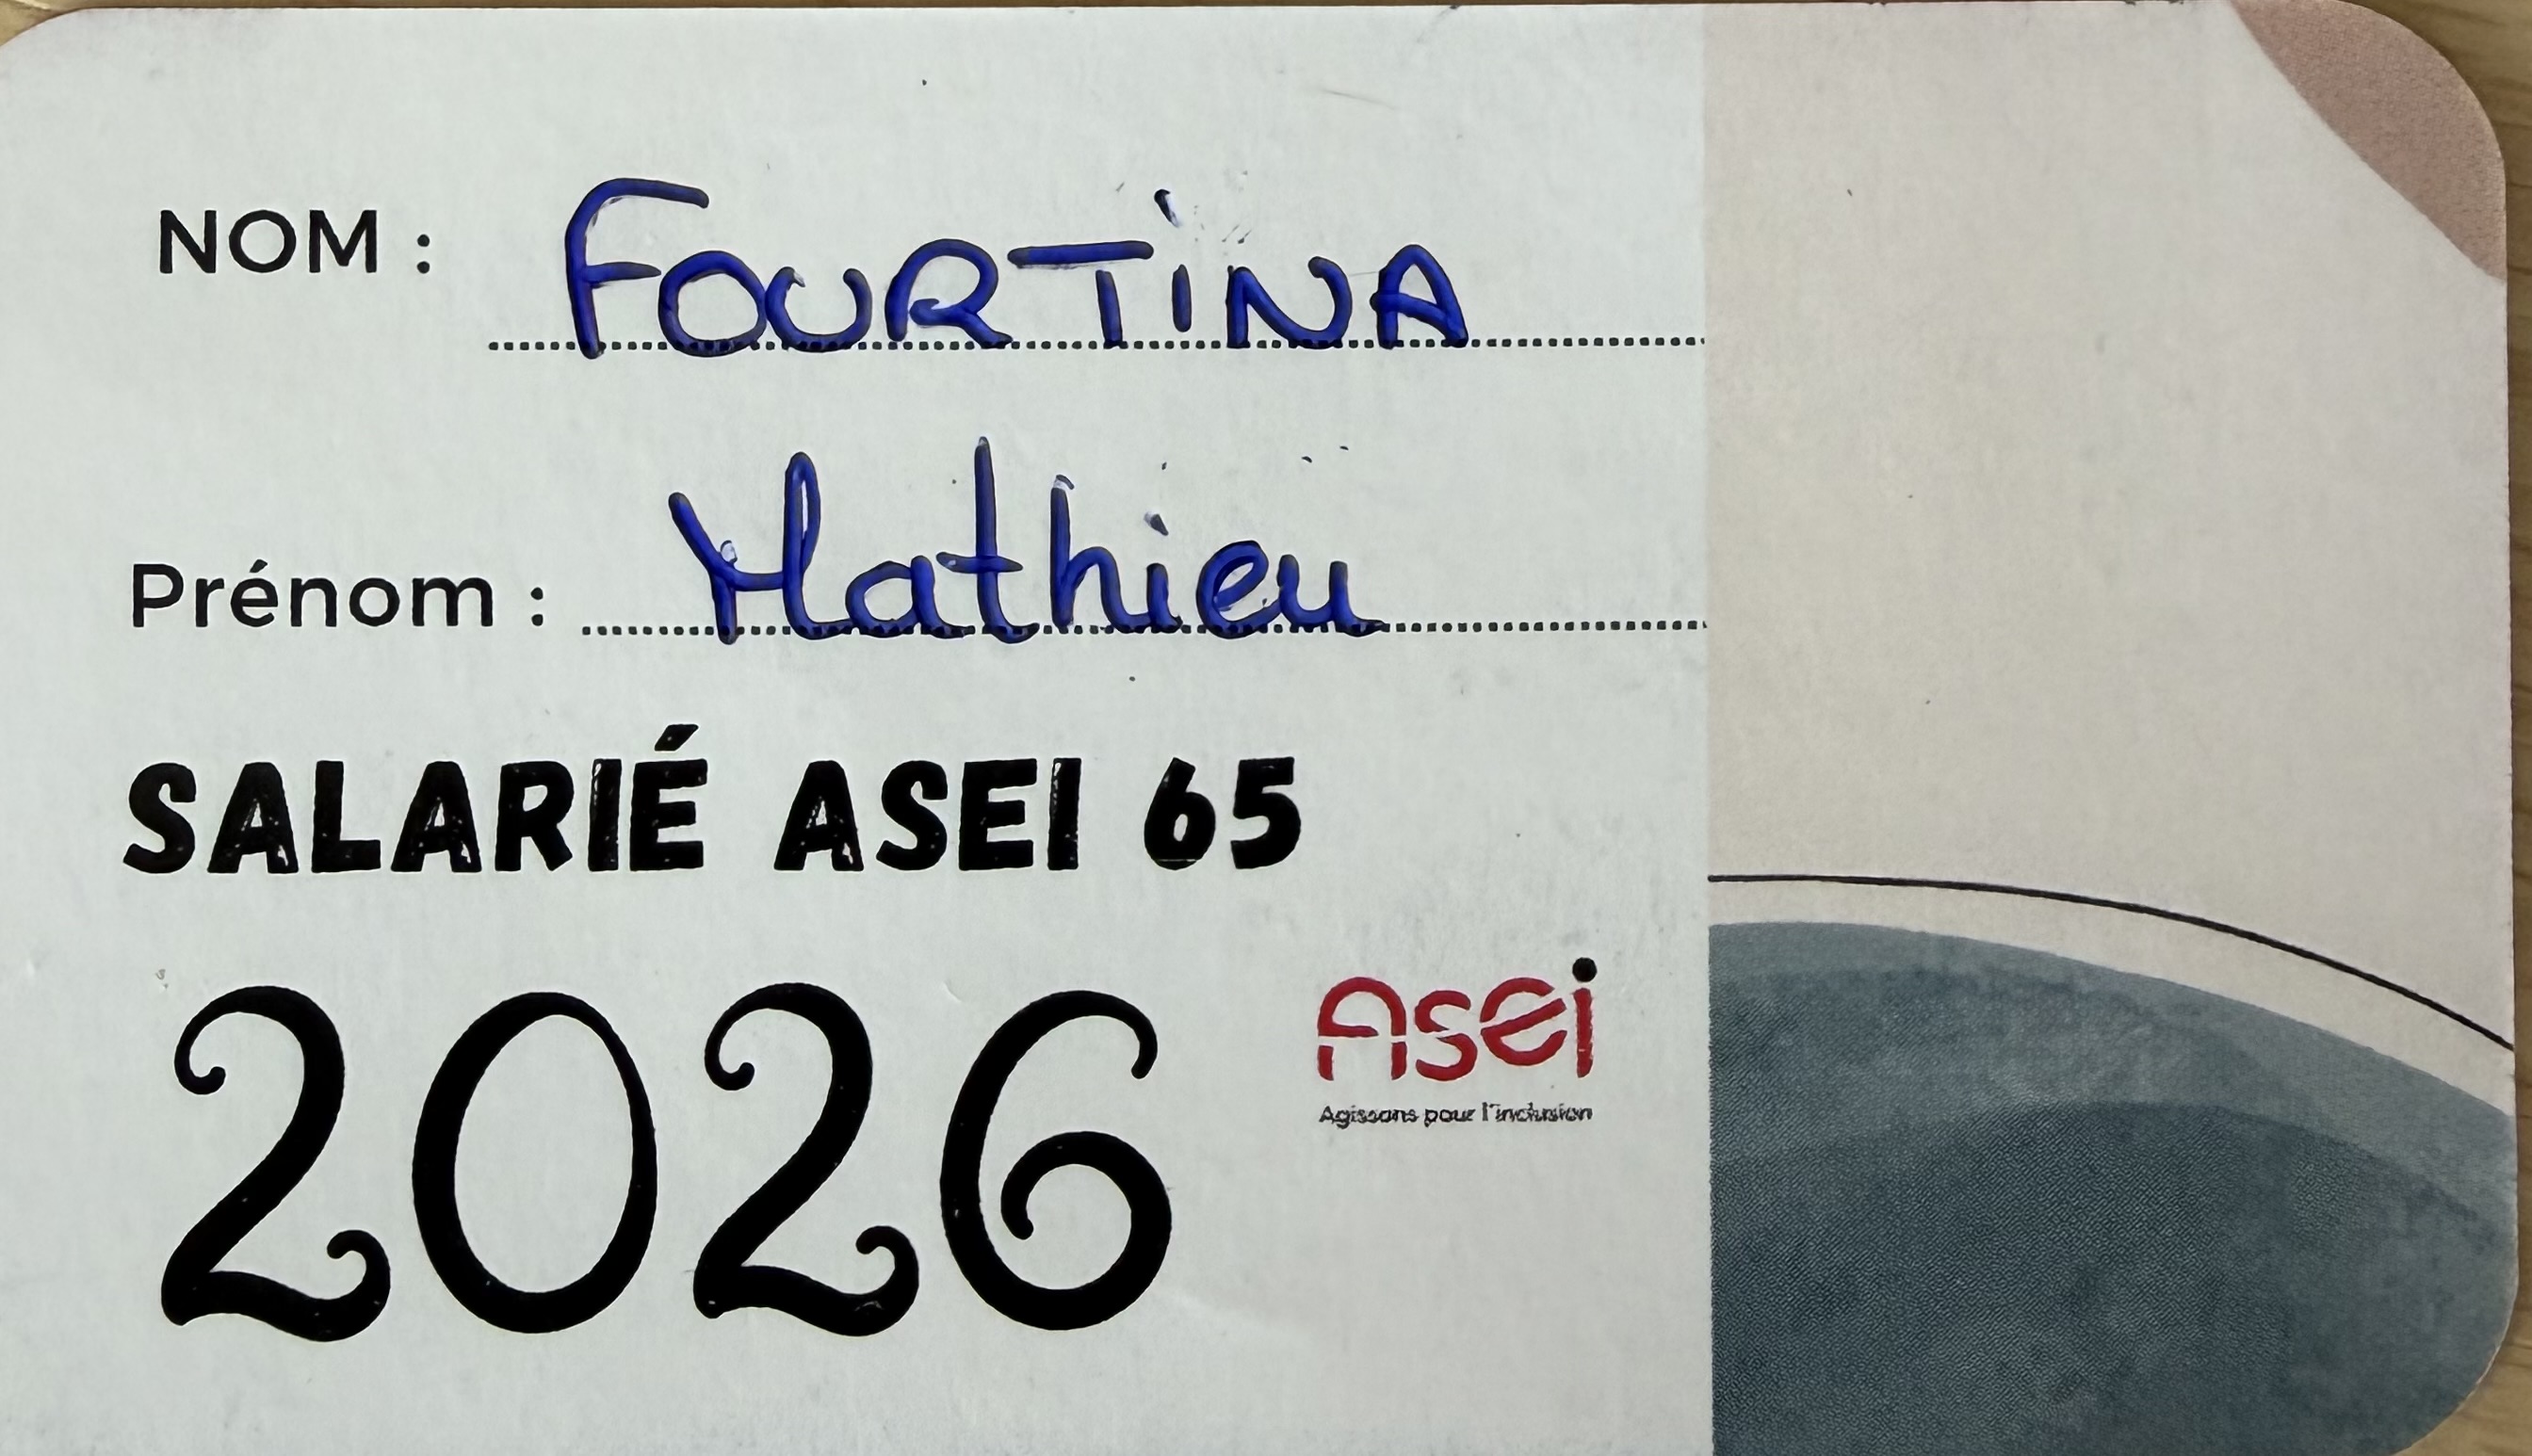 NOM : FOURTiNA
Prénom : Mathieu
SALARIÉ ASEI 65
2026
Asei
Agissons pour l'inclusion